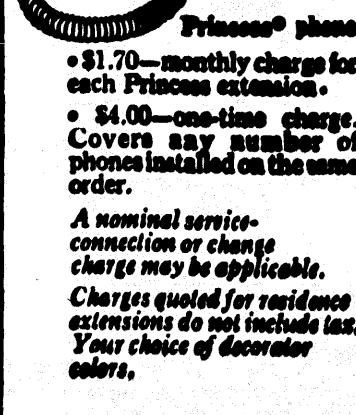 Princess® phone
• $1.70—monthly charge for
each Princess extension.
• $4.00—one-time charge.
Covers any number of
phones installed on the same
order.
A nominal service-
connection or change
charge may be applicable.
Charges quoted for residence
extensions do not include tax.
Your choice of decorator
colors.